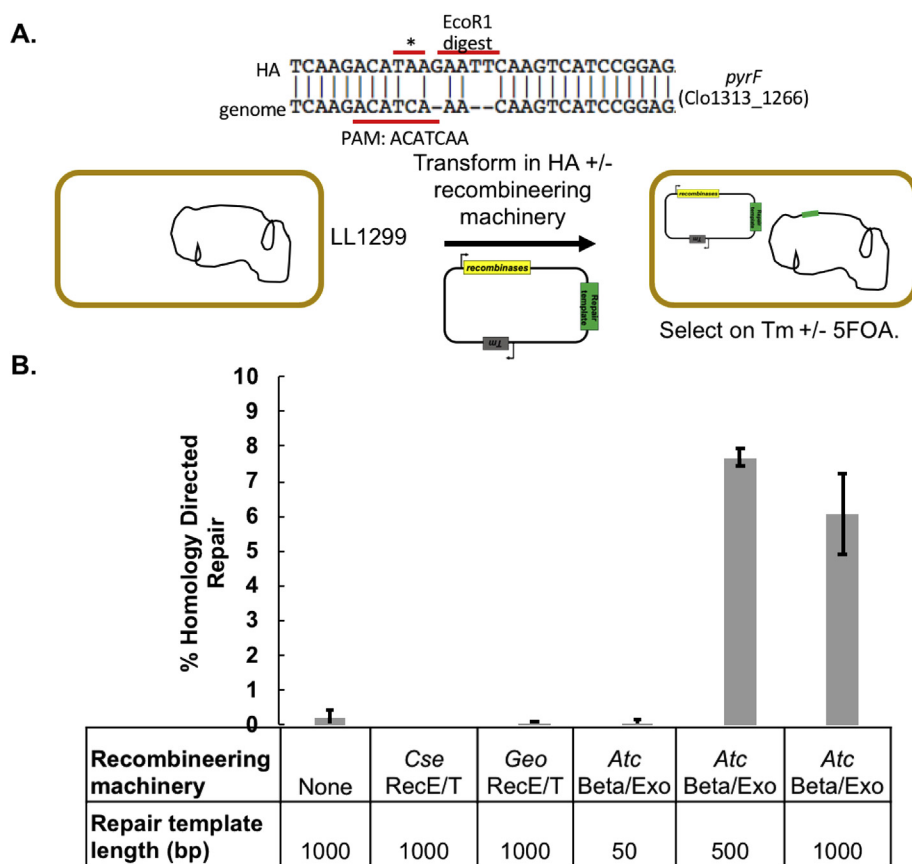 A.
EcoR1
* digest
HA TCAAGACATAAGAATTCAAGTCATCCGGAG
pyrF
(Clo1313_1266)
genome TCAAGACATCA-AA--CAAGTCATCCGGAG
PAM: ACATCAA
Transform in HA +/-
recombineering
machinery
LL1299
recombinases
Repair template
Tm
recombinases
Repair template
Tm
Select on Tm +/- 5FOA.
B.
% Homology Directed
Repair
10
9
8
7
6
5
4
3
2
1
0
Recombineering
machinery
None
Cse
RecE/T
Geo
RecE/T
Atc
Beta/Exo
Atc
Beta/Exo
Atc
Beta/Exo
Repair template
length (bp)
1000 1000 1000 50 500 1000